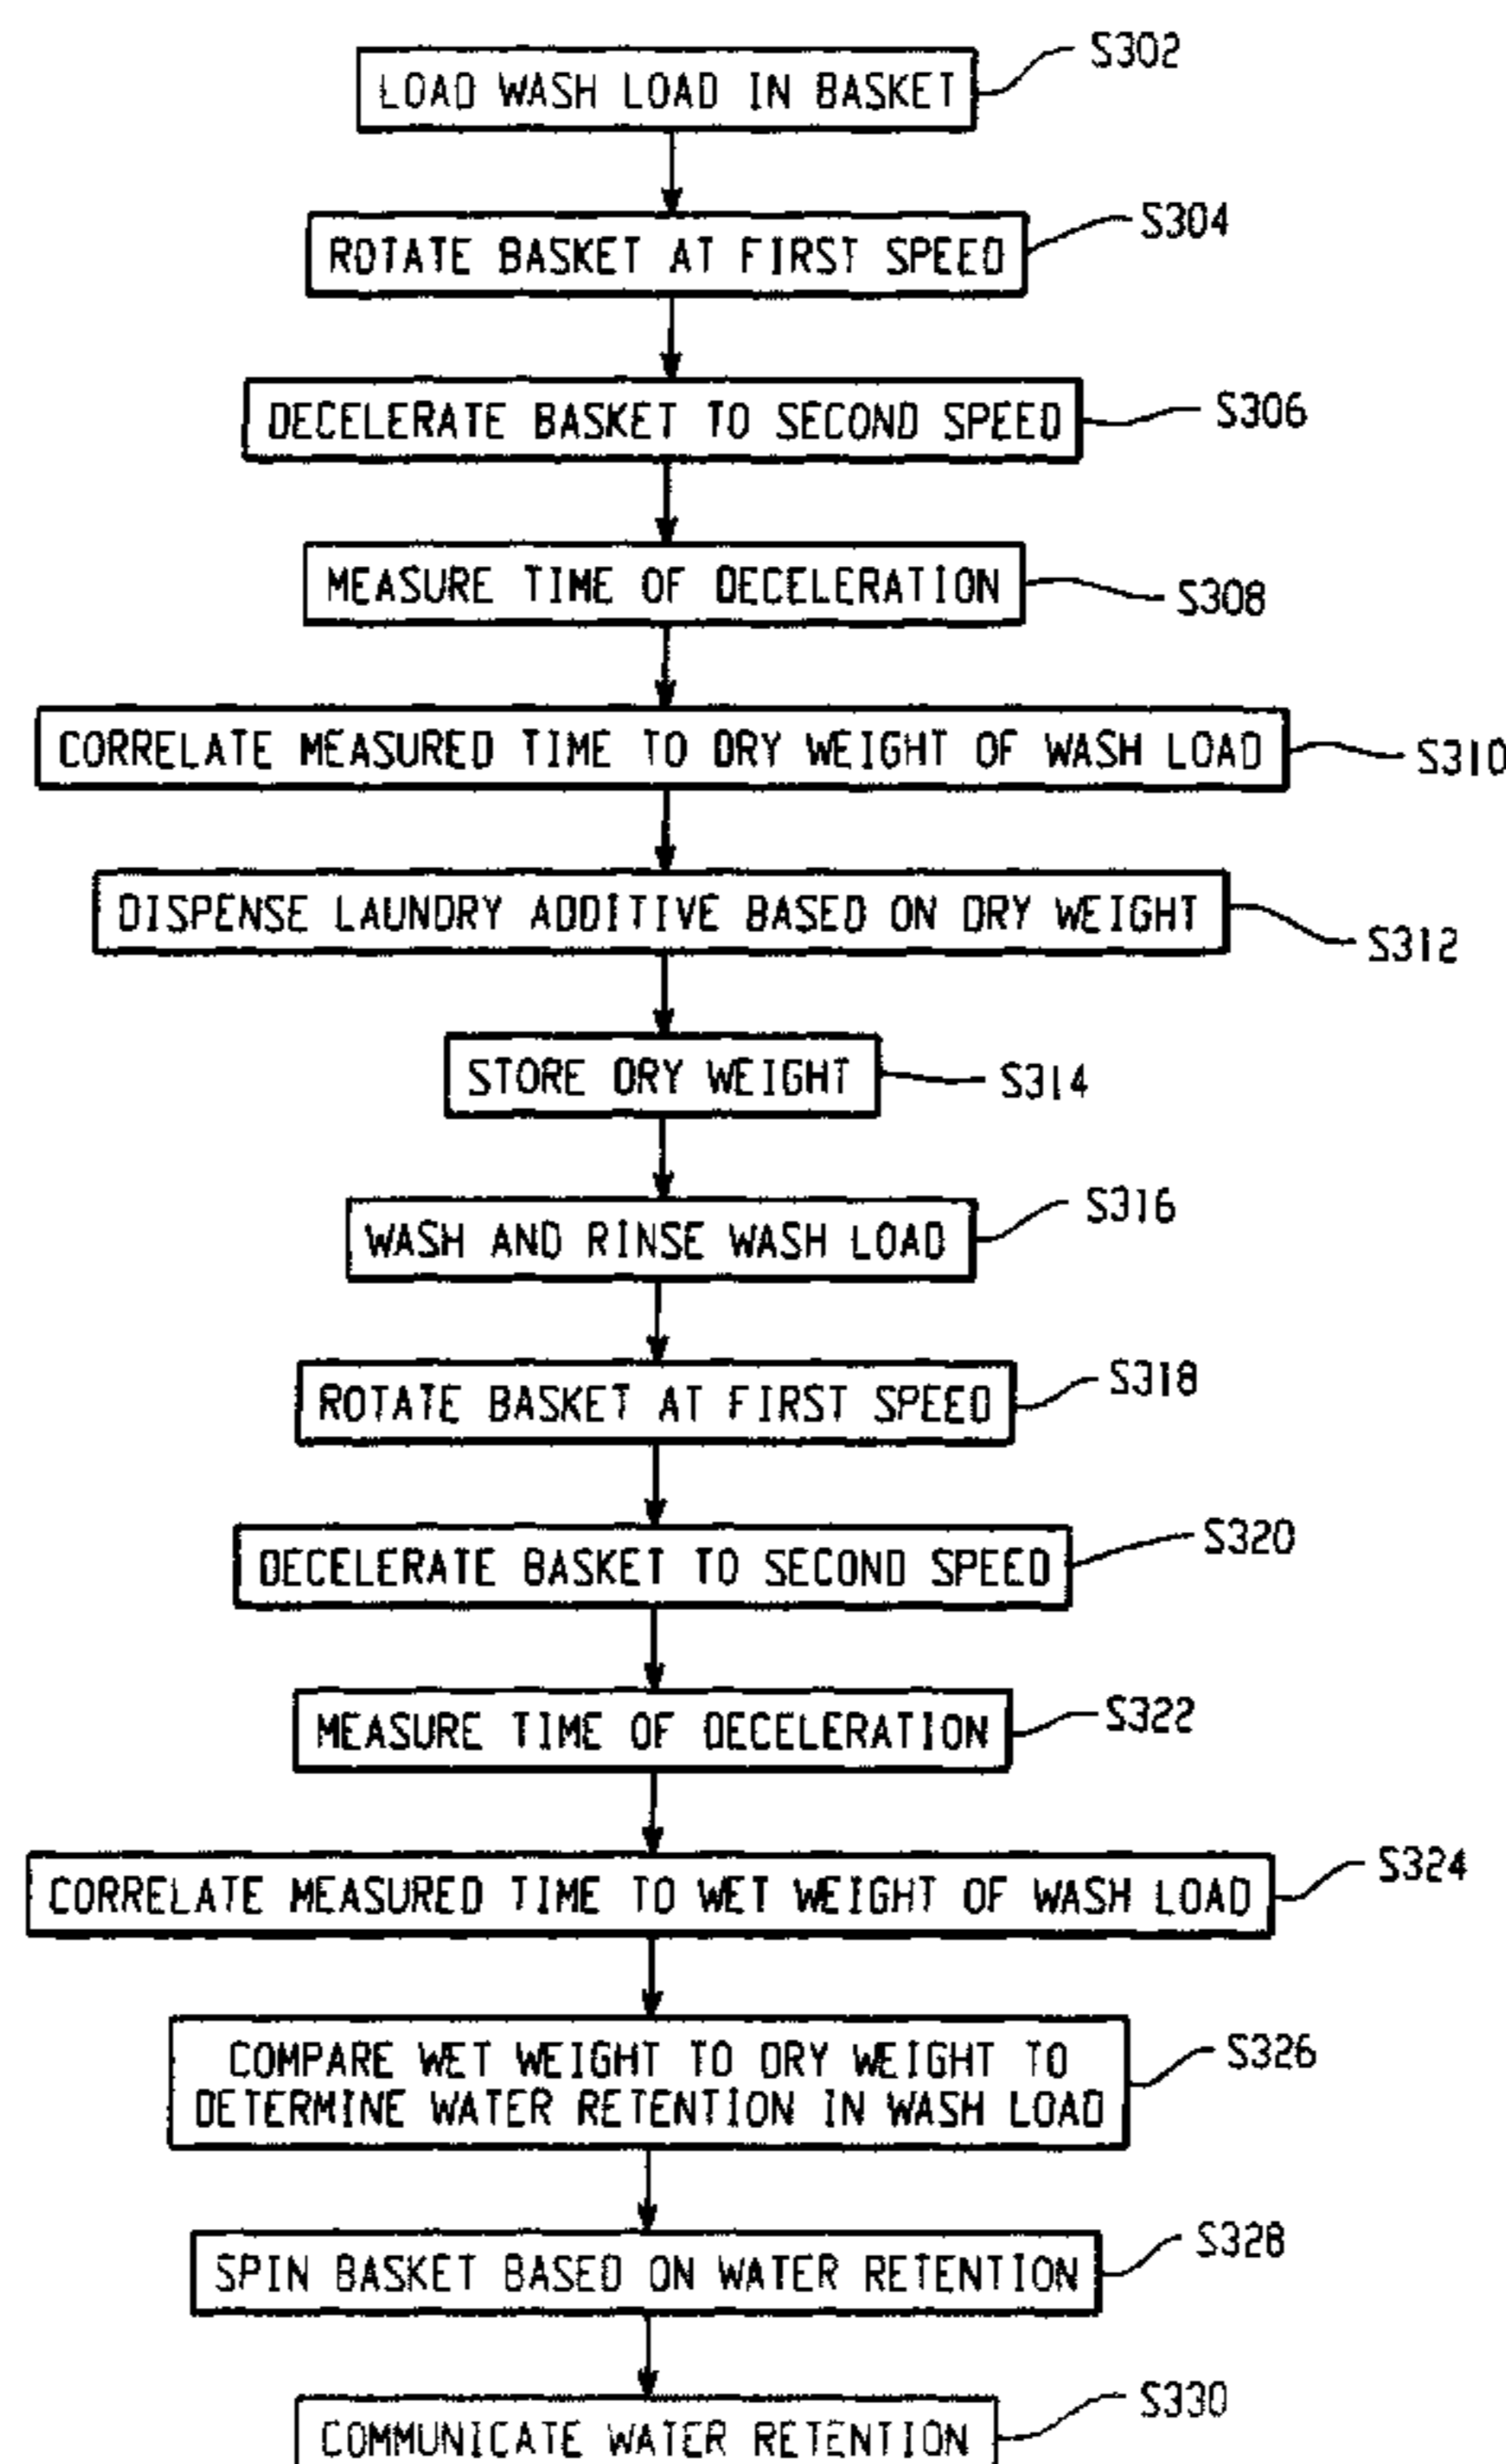 S302
LOAD WASH LOAD IN BASKET
S304
ROTATE BASKET AT FIRST SPEED
S306
DECELERATE BASKET TO SECOND SPEED
MEASURE TIME OF DECELERATION
S308
CORRELATE MEASURED TIME TO DRY WEIGHT OF WASH LOAD
S310
DISPENSE LAUNDRY ADDITIVE BASED ON DRY WEIGHT
S312
STORE DRY WEIGHT
S314
S316
WASH AND RINSE WASH LOAD
S318
ROTATE BASKET AT FIRST SPEED
S320
DECELERATE BASKET TO SECOND SPEED
S322
MEASURE TIME OF DECELERATION
S324
CORRELATE MEASURED TIME TO WET WEIGHT OF WASH LOAD
S326
COMPARE WET WEIGHT TO DRY WEIGHT TO
DETERMINE WATER RETENTION IN WASH LOAD
S328
SPIN BASKET BASED ON WATER RETENTION
S330
COMMUNICATE WATER RETENTION